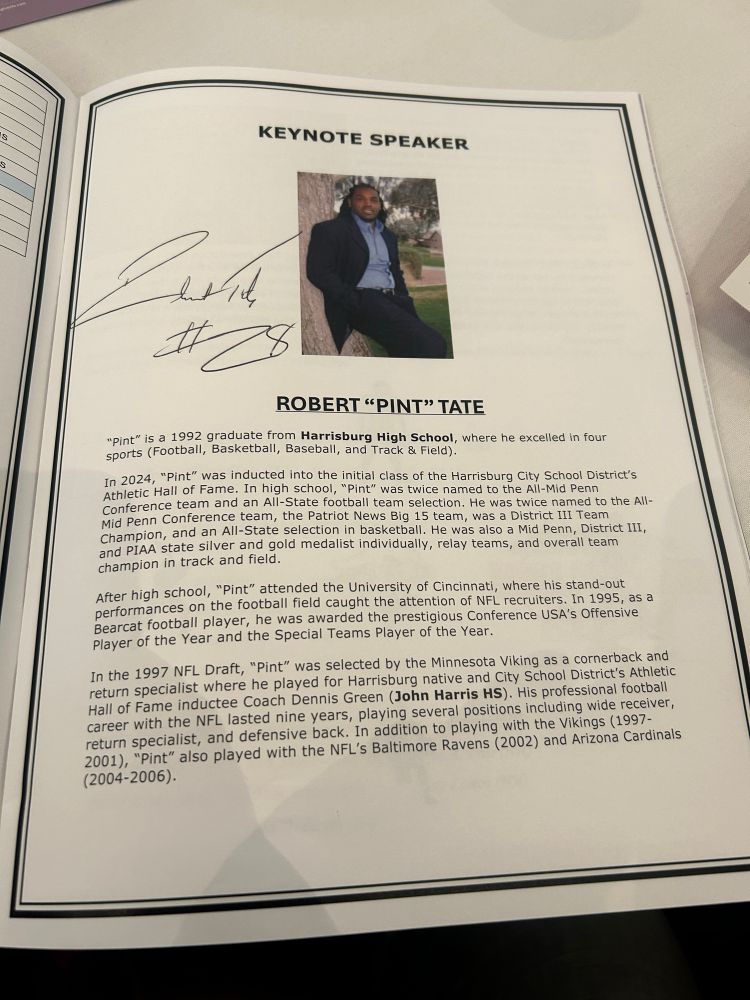 KEYNOTE SPEAKER
Robert Tate
#28
ROBERT “PINT” TATE
“Pint” is a 1992 graduate from Harrisburg High School, where he excelled in four
sports (Football, Basketball, Baseball, and Track & Field).
In 2024, “Pint” was inducted into the initial class of the Harrisburg City School District’s
Athletic Hall of Fame. In high school, “Pint” was twice named to the All-Mid Penn
Conference team and an All-State football team selection. He was twice named to the All-
Mid Penn Conference team, the Patriot News Big 15 team, was a District III Team
Champion, and an All-State selection in basketball. He was also a Mid Penn, District III,
and PIAA state silver and gold medalist individually, relay teams, and overall team
champion in track and field.
After high school, “Pint” attended the University of Cincinnati, where his stand-out
performances on the football field caught the attention of NFL recruiters. In 1995, as a
Bearcat football player, he was awarded the prestigious Conference USA’s Offensive
Player of the Year and the Special Teams Player of the Year.
In the 1997 NFL Draft, “Pint” was selected by the Minnesota Viking as a cornerback and
return specialist where he played for Harrisburg native and City School District’s Athletic
Hall of Fame inductee Coach Dennis Green (John Harris HS). His professional football
career with the NFL lasted nine years, playing several positions including wide receiver,
return specialist, and defensive back. In addition to playing with the Vikings (1997-
2001), “Pint” also played with the NFL’s Baltimore Ravens (2002) and Arizona Cardinals
(2004-2006).